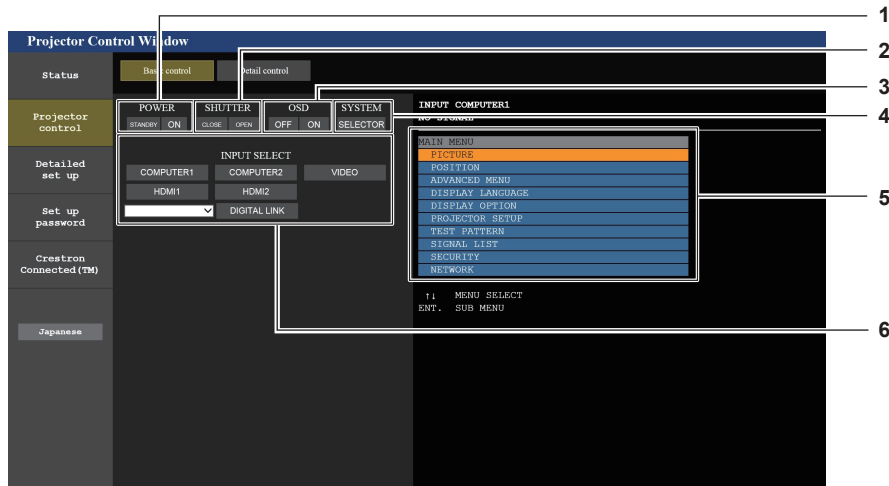 1
Projector Control Window
2
Status
Basic control
Detail control
3
POWER
SHUTTER
OSD
SYSTEM
STANDBY
ON
CLOSE
OPEN
OFF
ON
SELECTOR
4
INPUT COMPUTER1
NO SIGNAL
Projector
control
MAIN MENU
PICTURE
POSITION
ADVANCED MENU
DISPLAY LANGUAGE
DISPLAY OPTION
PROJECTOR SETUP
TEST PATTERN
SIGNAL LIST
SECURITY
NETWORK
5
INPUT SELECT
COMPUTER1
COMPUTER2
VIDEO
HDMI1
HDMI2
DIGITAL LINK
Detailed
set up
Set up
password
Crestron
Connected(TM)
↑↓ MENU SELECT
ENT. SUB MENU
6
Japanese